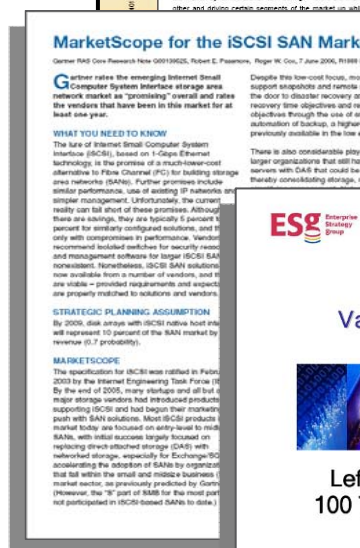 other and driving certain segments of the market up whi
MarketScope for the iSCSI SAN Mark
Gartner RAS Core Research Note G00139025, Robert E. Passmore, Roger W. Cox, 7 June 2006, R1989
Gartner rates the emerging Internet Small
Computer System Interface storage area
network market as "promising" overall and rates
the vendors that have been in this market for at
least one year.
WHAT YOU NEED TO KNOW
The lure of Internet Small Computer System
Interface (iSCSI), based on 1-Gbps Ethernet
technology, is the promise of a much-lower-cost
alternative to Fibre Channel (FC) for building storage
area networks (SANs). Further promises include
similar performance, use of existing IP networks and
simpler management. Unfortunately, the current
reality can fall short of these promises. Although
there are savings, they are typically 5 percent t
percent for similarly configured solutions, and th
only with compromises in performance. Vendor
recommend isolated switches for security reaso
and management software for larger iSCSI SAN
nonexistent. Nonetheless, iSCSI SAN solutions
now available from a number of vendors, and th
are viable – provided requirements and expecta
are properly matched to solutions and vendors.
STRATEGIC PLANNING ASSUMPTION
By 2009, disk arrays with iSCSI native host inte
will represent 10 percent of the SAN market by
revenue (0.7 probability).
MARKETSCOPE
The specification for iSCSI was ratified in Febru
2003 by the Internet Engineering Task Force (IE
By the end of 2005, many startups and all but o
major storage vendors had introduced products
supporting iSCSI and had begun their marketing
push with SAN solutions. Most iSCSI products i
market today are focused on entry-level to midr
SANs, with initial success largely focused on
replacing direct-attached storage (DAS) with
networked storage, especially for Exchange/SQ
accelerating the adoption of SANs by organizat
that fall within the small and midsize business (
market sector, as previously predicted by Gartn
(However, the "S" part of SMB for the most part
not participated in iSCSI-based SANs to date.)
Despite this low-cost focus, mo
support snapshots and remote
the door to disaster recovery ar
recovery time objectives and re
objectives through the use of ar
automation of backup, a higher
previously available in the low e
There is also considerable play
larger organizations that still ha
servers with DAS that could be
thereby consolidating storage, r
ESG Enterprise
Strategy
Group
Va
Lef
100